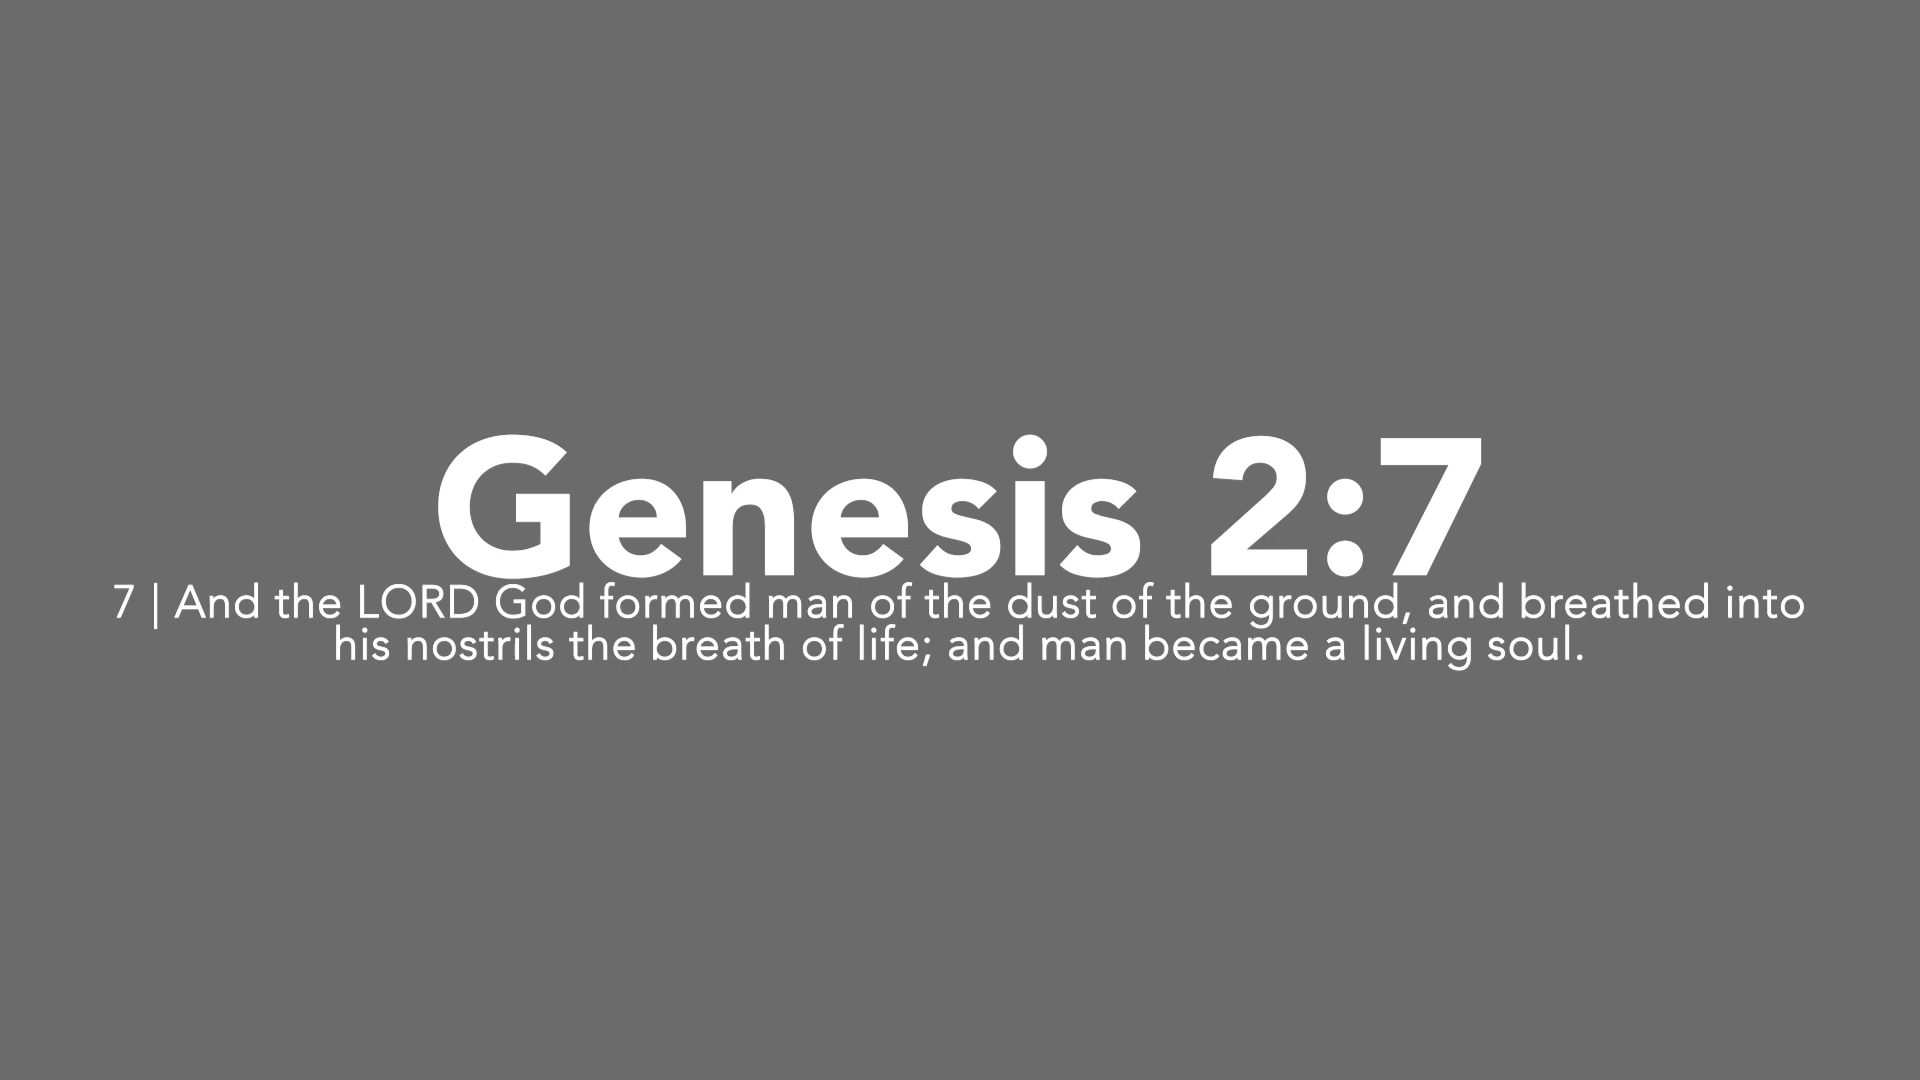 Genesis 2:7
7 | And the LORD God formed man of the dust of the ground, and breathed into
his nostrils the breath of life; and man became a living soul.